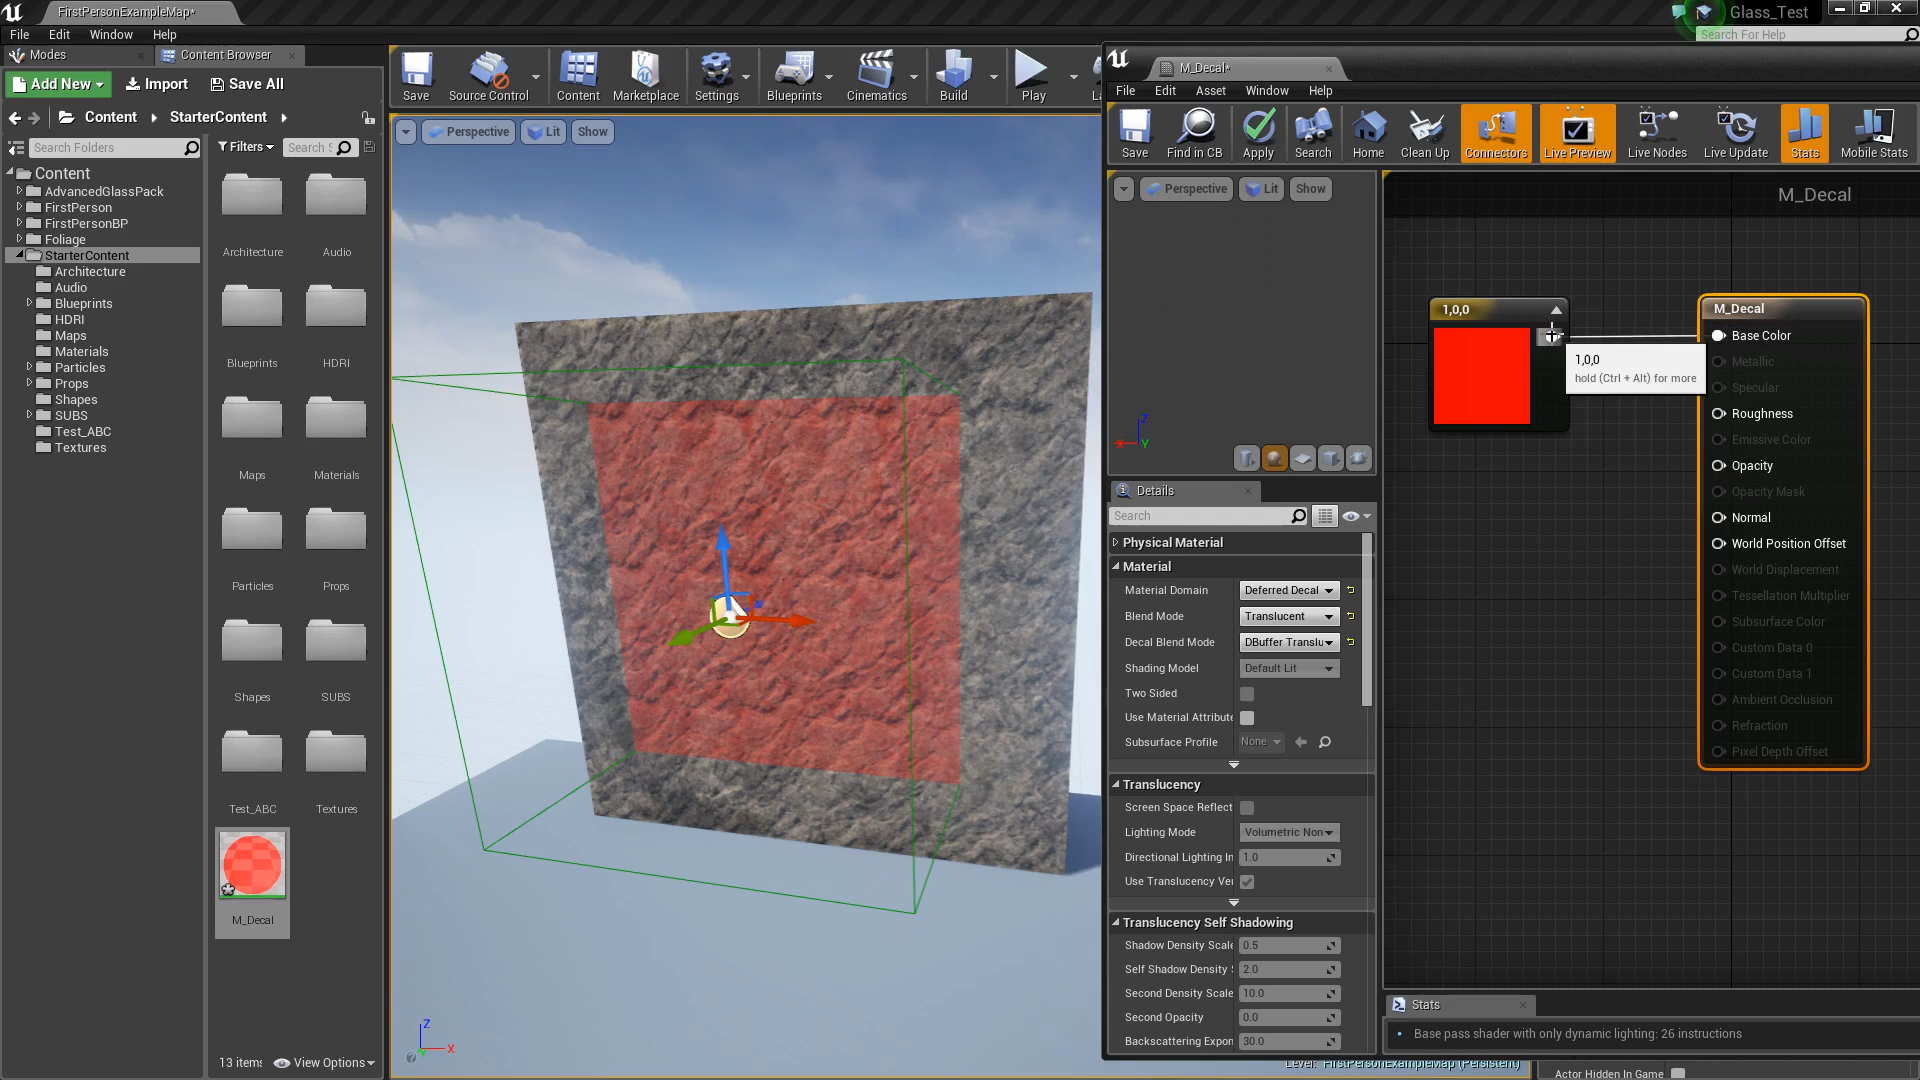 FirstPersonExampleMap*
Glass_Test
File Edit Window Help
Search For Help
Modes
Content Browser
Add New
Import
Save All
Content
StarterContent
Search Folders
Filters
Search
Content
AdvancedGlassPack
FirstPerson
FirstPersonBP
Foliage
StarterContent
Architecture
Audio
Blueprints
HDRI
Maps
Materials
Particles
Props
Shapes
SUBS
Test_ABC
Textures
Architecture
Audio
Blueprints
HDRI
Maps
Materials
Particles
Props
Shapes
SUBS
Test_ABC
Textures
M_Decal
13 items
View Options
Save
Source Control
Content
Marketplace
Settings
Blueprints
Cinematics
Build
Play
Perspective
Lit
Show
Z
X
Level: FirstPersonExampleMap (Persistent)
M_Decal*
File Edit Asset Window Help
Save
Find in CB
Apply
Search
Home
Clean Up
Connectors
Live Preview
Live Nodes
Live Update
Stats
Mobile Stats
Perspective
Lit
Show
Z
X
Y
Details
Search
Physical Material
Material
Material Domain Deferred Decal
Blend Mode Translucent
Decal Blend Mode DBuffer Translu
Shading Model Default Lit
Two Sided
Use Material Attribute
Subsurface Profile None
Translucency
Screen Space Reflect
Lighting Mode Volumetric Non
Directional Lighting In 1.0
Use Translucency Ver
Translucency Self Shadowing
Shadow Density Scale 0.5
Self Shadow Density 2.0
Second Density Scale 10.0
Second Opacity 0.0
Backscattering Expon 30.0
M_Decal
1,0,0
1,0,0
hold (Ctrl + Alt) for more
M_Decal
Base Color
Metallic
Specular
Roughness
Emissive Color
Opacity
Opacity Mask
Normal
World Position Offset
World Displacement
Tessellation Multiplier
Subsurface Color
Custom Data 0
Custom Data 1
Ambient Occlusion
Refraction
Pixel Depth Offset
Stats
Base pass shader with only dynamic lighting: 26 instructions
Actor Hidden In Game